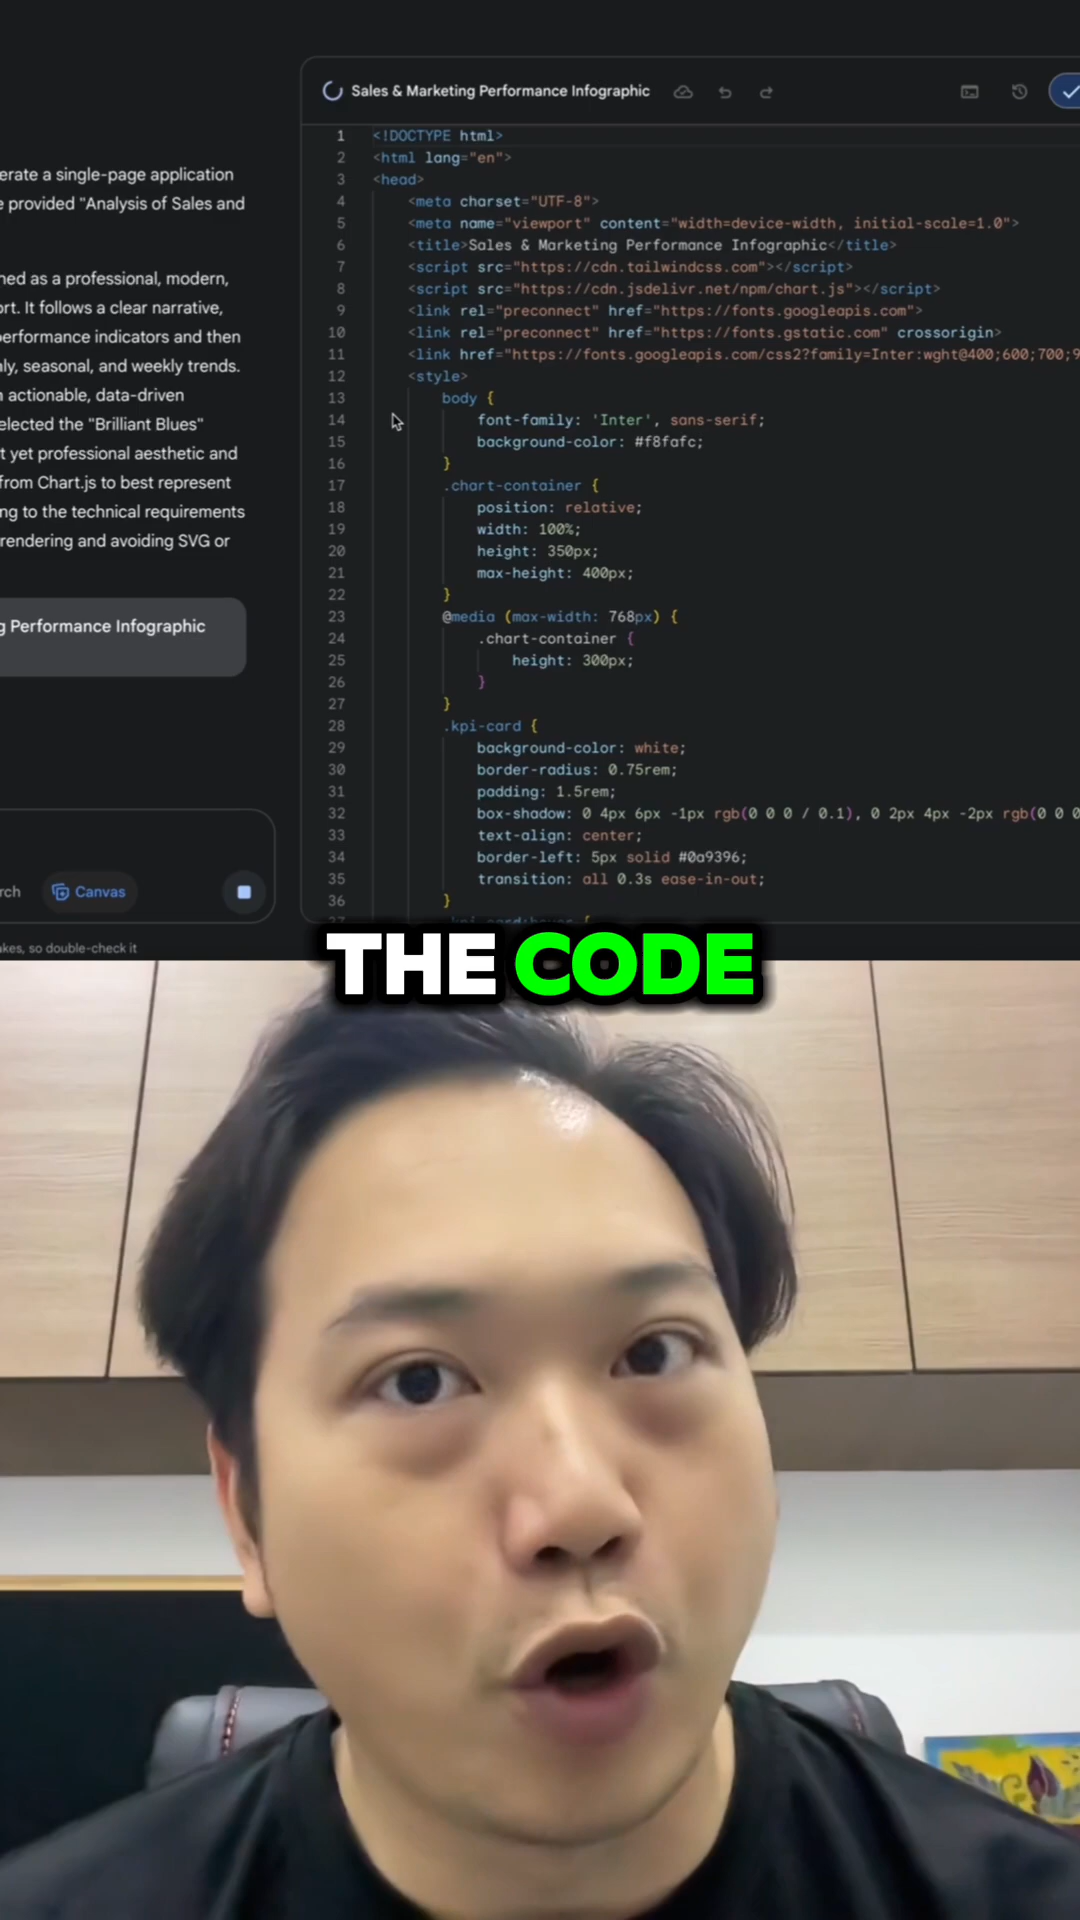 Sales & Marketing Performance Infographic
erate a single-page application
e provided "Analysis of Sales and
ned as a professional, modern,
ort. It follows a clear narrative,
performance indicators and then
ly, seasonal, and weekly trends.
n actionable, data-driven
elected the "Brilliant Blues"
t yet professional aesthetic and
from Chart.js to best represent
ng to the technical requirements
rendering and avoiding SVG or
g Performance Infographic
rch
Canvas
akes, so double-check it
1 <!DOCTYPE html>
2 <html lang="en">
3 <head>
4 <meta charset="UTF-8">
5 <meta name="viewport" content="width=device-width, initial-scale=1.0">
6 <title>Sales & Marketing Performance Infographic</title>
7 <script src="https://cdn.tailwindcss.com"></script>
8 <script src="https://cdn.jsdelivr.net/npm/chart.js"></script>
9 <link rel="preconnect" href="https://fonts.googleapis.com">
10 <link rel="preconnect" href="https://fonts.gstatic.com" crossorigin>
11 <link href="https://fonts.googleapis.com/css2?family=Inter:wght@400;600;700;9
12 <style>
13 body {
14 font-family: 'Inter', sans-serif;
15 background-color: #f8fafc;
16 }
17 .chart-container {
18 position: relative;
19 width: 100%;
20 height: 350px;
21 max-height: 400px;
22 }
23 @media (max-width: 768px) {
24 .chart-container {
25 height: 300px;
26 }
27 }
28 .kpi-card {
29 background-color: white;
30 border-radius: 0.75rem;
31 padding: 1.5rem;
32 box-shadow: 0 4px 6px -1px rgb(0 0 0 / 0.1), 0 2px 4px -2px rgb(0 0 0
33 text-align: center;
34 border-left: 5px solid #0a9396;
35 transition: all 0.3s ease-in-out;
36 }
THE CODE